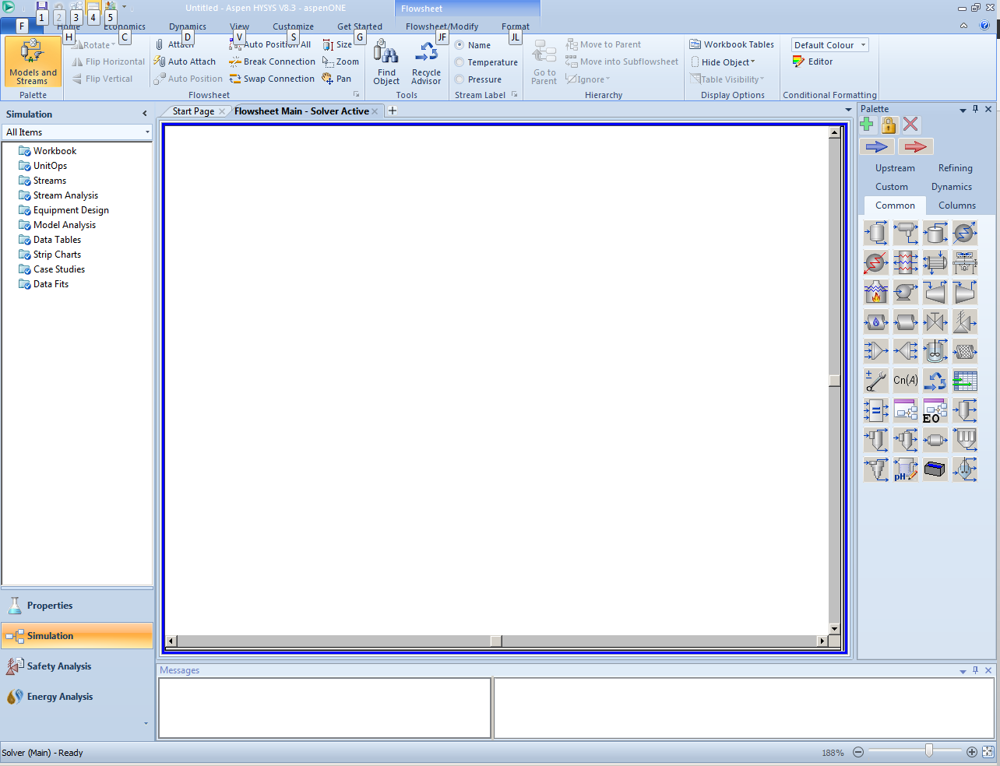 Untitled - Aspen HYSYS V8.3 - aspenONE
Flowsheet
1 2 3 4 5
F
Home Economics Dynamics View Customize Get Started Flowsheet/Modify Format
H C D V S G JF JL
Models and Streams
Palette
Rotate
Flip Horizontal
Flip Vertical
Attach
Auto Attach
Auto Position
Auto Position All
Break Connection
Swap Connection
Size
Zoom
Pan
Flowsheet
Find Object
Recycle Advisor
Tools
Name
Temperature
Pressure
Stream Label
Go to Parent
Move to Parent
Move into Subflowsheet
Ignore
Hierarchy
Workbook Tables
Hide Object
Table Visibility
Display Options
Default Colour
Editor
Conditional Formatting
Simulation
All Items
Workbook
UnitOps
Streams
Stream Analysis
Equipment Design
Model Analysis
Data Tables
Strip Charts
Case Studies
Data Fits
Properties
Simulation
Safety Analysis
Energy Analysis
Start Page
Flowsheet Main - Solver Active
Palette
Upstream Refining
Custom Dynamics
Common Columns
Cn(A)
EO
pH
Messages
Solver (Main) - Ready
188%